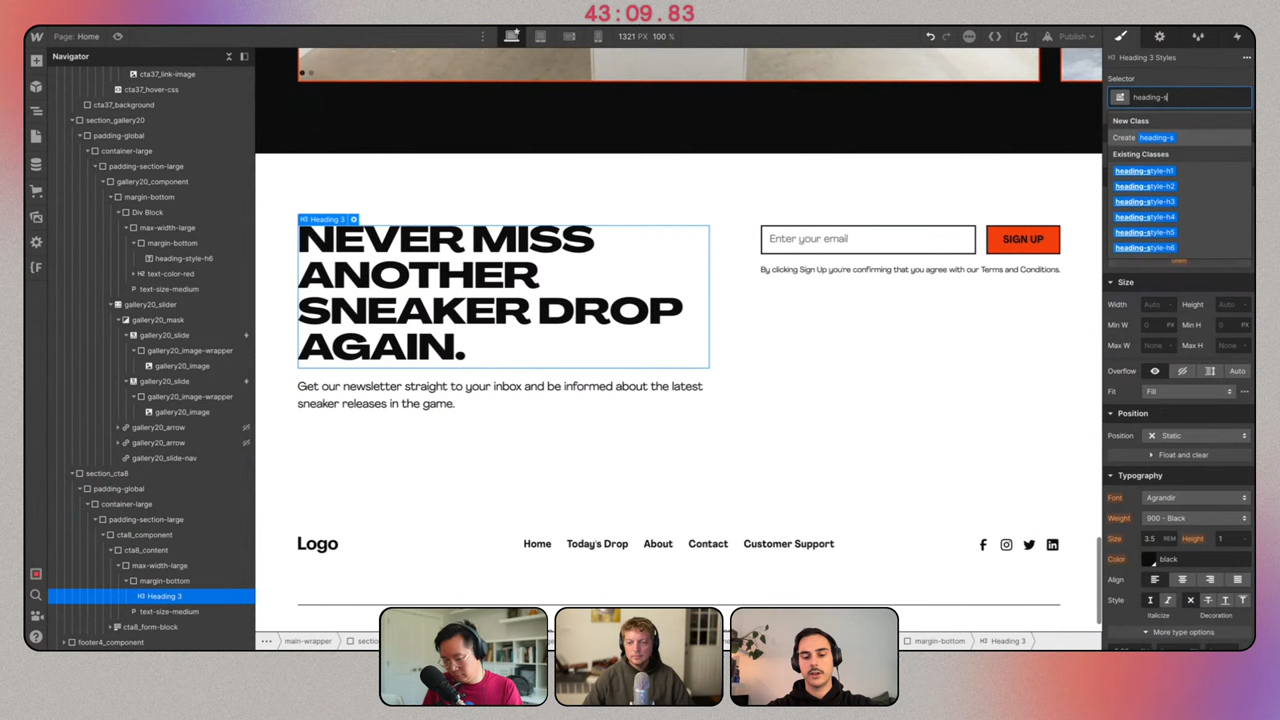 43:09.83
Page: Home
1321 PX 100 %
Publish
Navigator
cta37_link-image
cta37_hover-css
cta37_background
section_gallery20
padding-global
container-large
padding-section-large
gallery20_component
margin-bottom
Div Block
max-width-large
margin-bottom
heading-style-h6
H2 text-color-red
P text-size-medium
gallery20_slider
gallery20_mask
gallery20_slide
gallery20_image-wrapper
gallery20_image
gallery20_slide
gallery20_image-wrapper
gallery20_image
gallery20_arrow
gallery20_arrow
gallery20_slide-nav
section_cta8
padding-global
container-large
padding-section-large
cta8_component
cta8_content
max-width-large
margin-bottom
H3 Heading 3
P text-size-medium
cta8_form-block
footer4_component
H3 Heading 3
NEVER MISS
ANOTHER
SNEAKER DROP
AGAIN.
Get our newsletter straight to your inbox and be informed about the latest
sneaker releases in the game.
Enter your email
SIGN UP
By clicking Sign Up you're confirming that you agree with our Terms and Conditions.
Logo
Home Today's Drop About Contact Customer Support
main-wrapper
margin-bottom
H3 Heading 3
Heading 3 Styles
Selector
heading-s
New Class
Create heading-s
Existing Classes
heading-style-h1
heading-style-h2
heading-style-h3
heading-style-h4
heading-style-h5
heading-style-h6
Size
Width Auto Height Auto
Min W 0 PX Min H 0 PX
Max W None Max H None
Overflow Auto
Fit Fill
Position
Position Static
Float and clear
Typography
Font Agrandir
Weight 900 - Black
Size 3.5 REM Height 1
Color black
Align
Style
Italicize Decoration
More type options